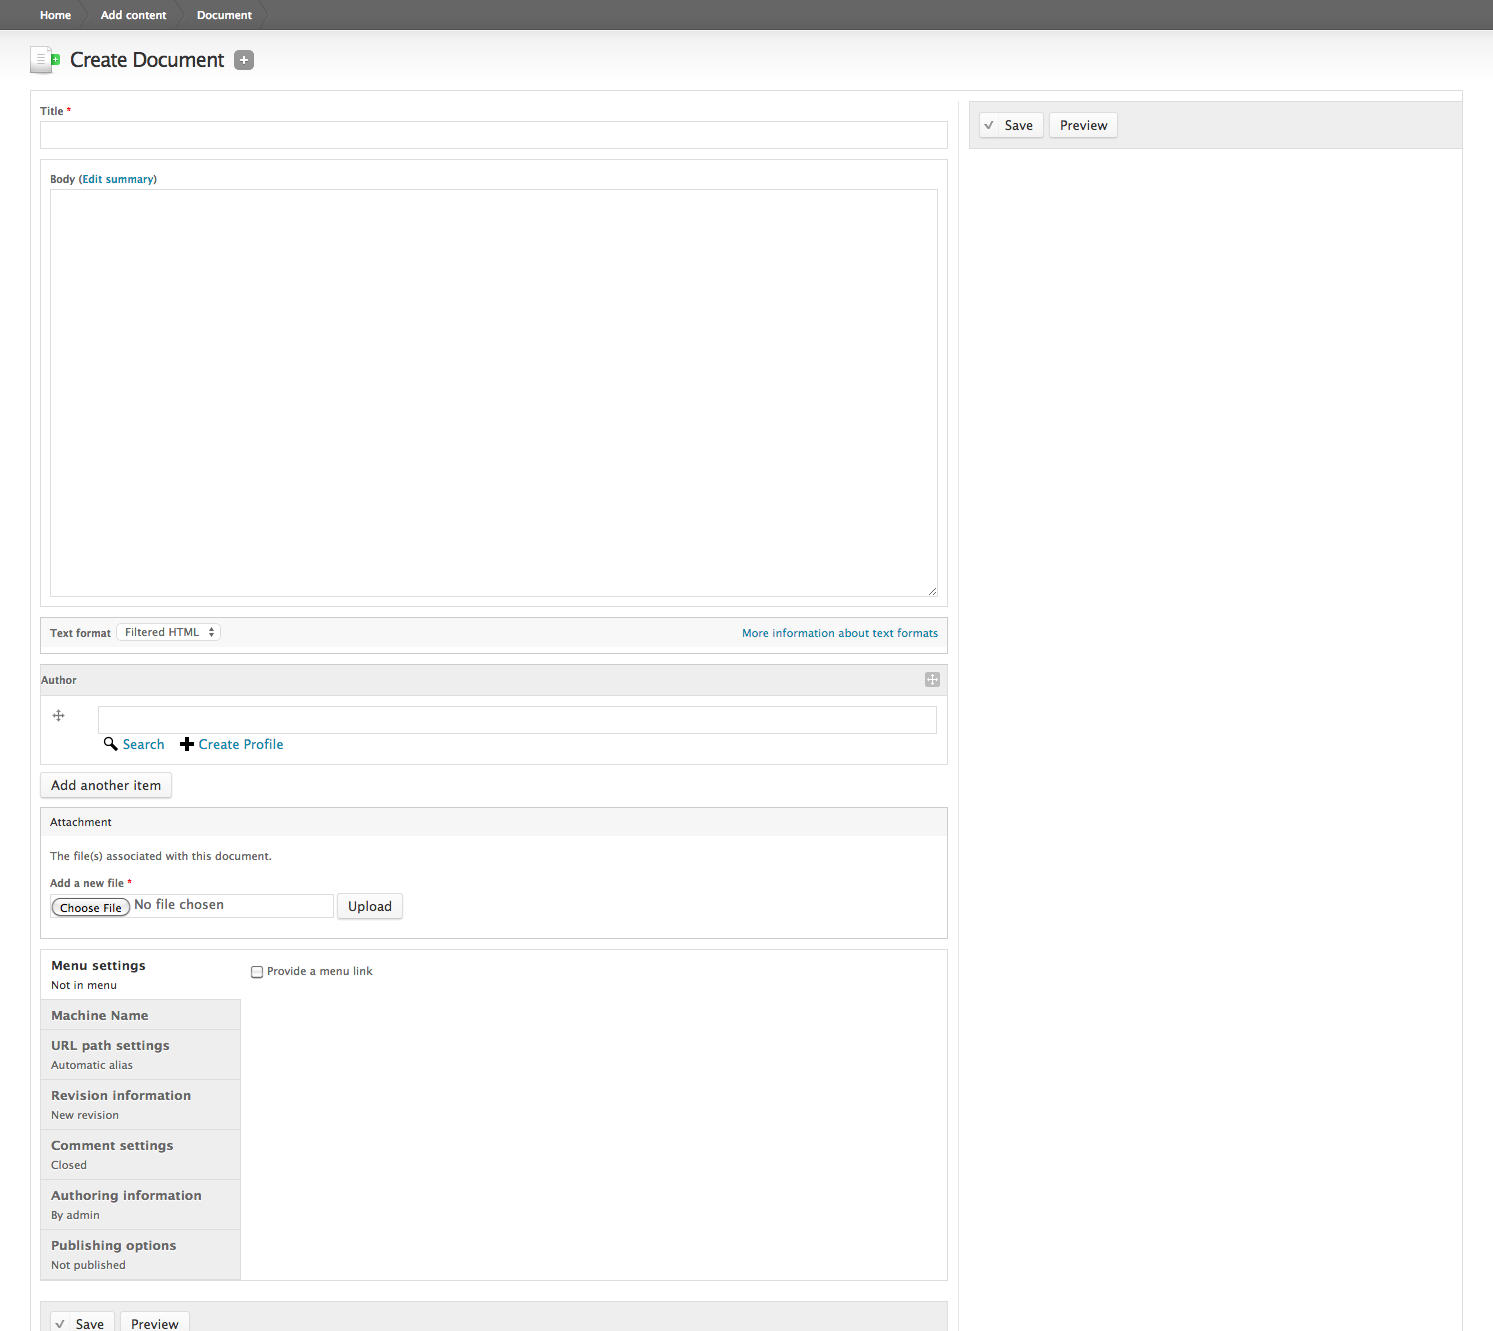 Home Add content Document
Create Document
Title *
Save Preview
Body (Edit summary)
Text format Filtered HTML More information about text formats
Author
Search Create Profile
Add another item
Attachment
The file(s) associated with this document.
Add a new file *
Choose File No file chosen Upload
Menu settings
Not in menu
Provide a menu link
Machine Name
URL path settings
Automatic alias
Revision information
New revision
Comment settings
Closed
Authoring information
By admin
Publishing options
Not published
Save Preview